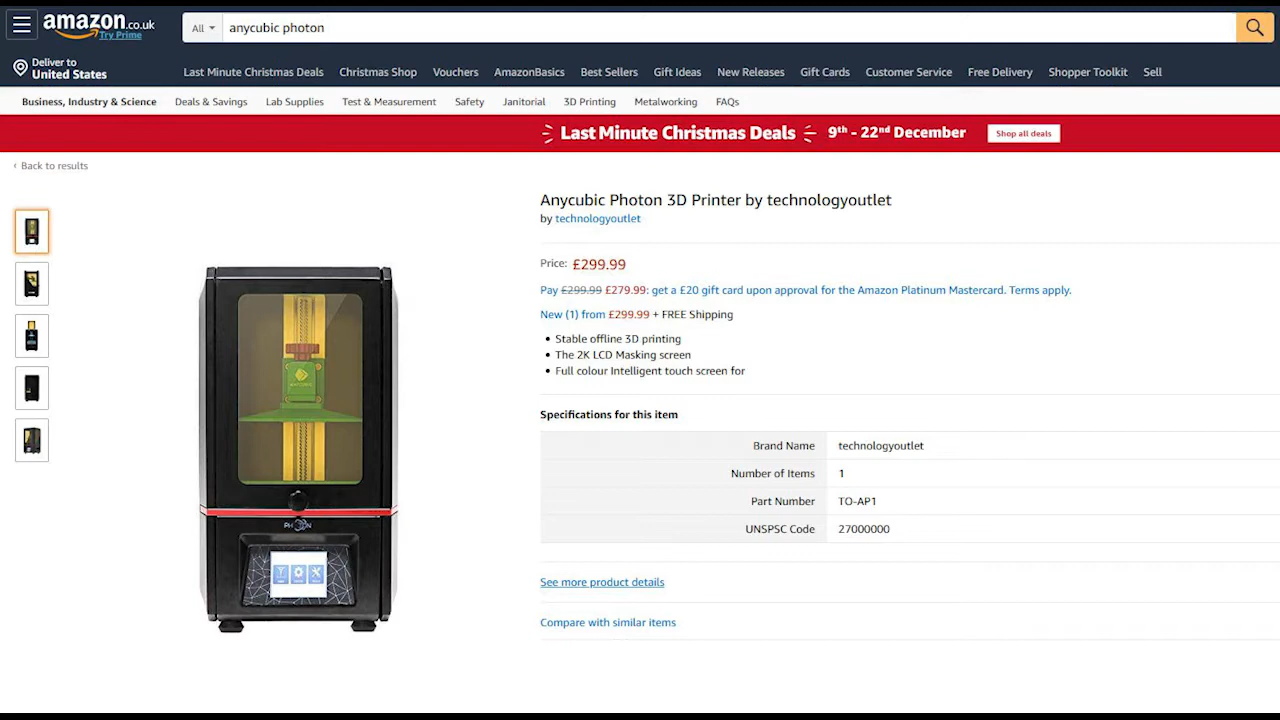 amazon.co.uk
Try Prime
All
anycubic photon
Deliver to
United States
Last Minute Christmas Deals Christmas Shop Vouchers AmazonBasics Best Sellers Gift Ideas New Releases Gift Cards Customer Service Free Delivery Shopper Toolkit Sell
Business, Industry & Science Deals & Savings Lab Supplies Test & Measurement Safety Janitorial 3D Printing Metalworking FAQs
Last Minute Christmas Deals 9th - 22nd December Shop all deals
‹ Back to results
Anycubic Photon 3D Printer by technologyoutlet
by technologyoutlet
Price: £299.99
Pay £299.99 £279.99: get a £20 gift card upon approval for the Amazon Platinum Mastercard. Terms apply.
New (1) from £299.99 + FREE Shipping
• Stable offline 3D printing
• The 2K LCD Masking screen
• Full colour Intelligent touch screen for
Specifications for this item
Brand Name technologyoutlet
Number of Items 1
Part Number TO-AP1
UNSPSC Code 27000000
See more product details
Compare with similar items
PHOTON